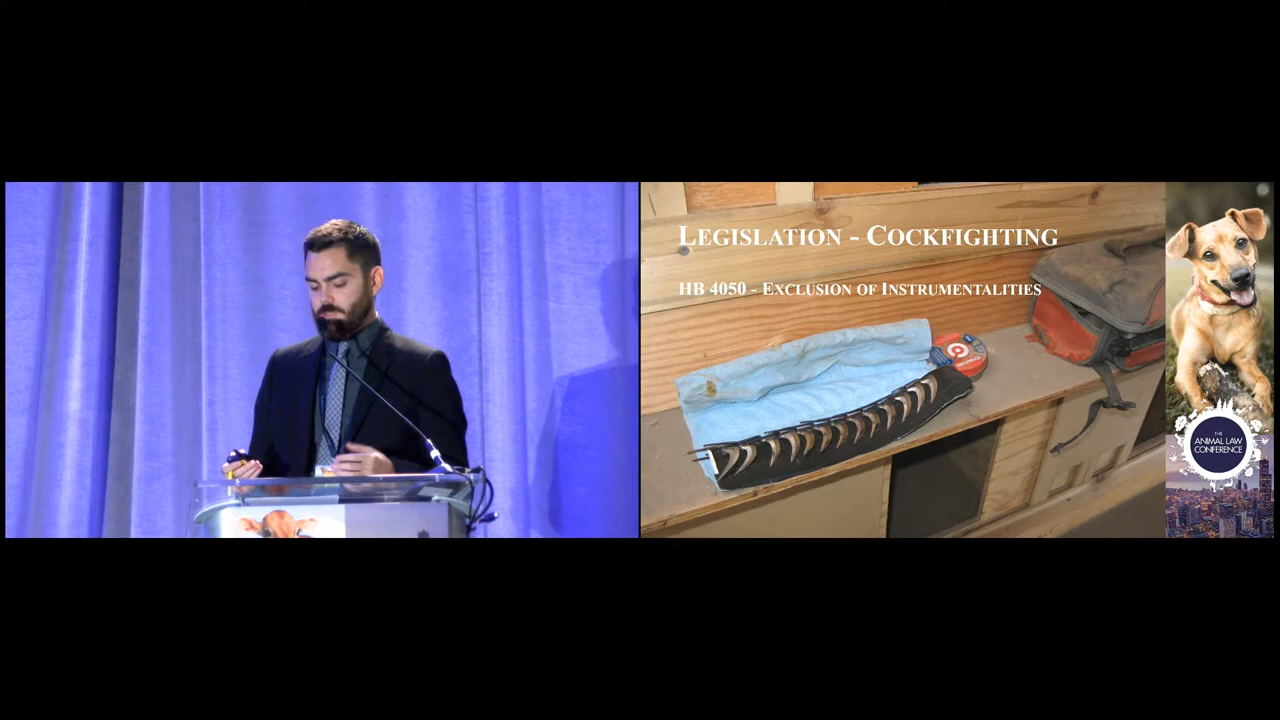 LEGISLATION - COCKFIGHTING
HB 4050 - EXCLUSION OF INSTRUMENTALITIES
THE
ANIMAL LAW
CONFERENCE